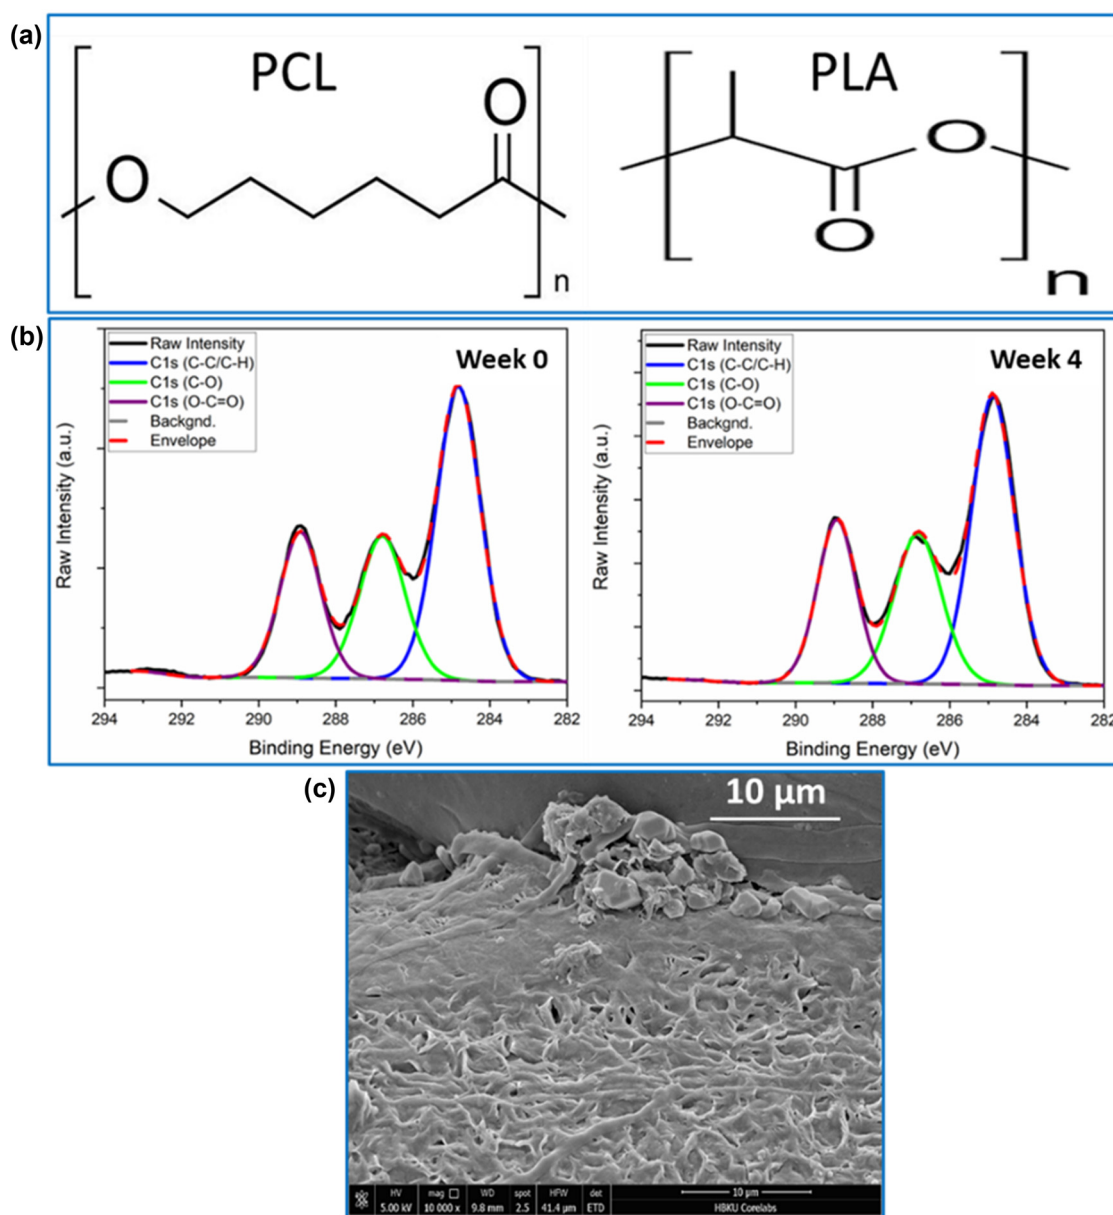 (a)
PCL
O
O
n
PLA
O
O
n
(b)
Raw Intensity
C1s (C-C/C-H)
C1s (C-O)
C1s (O-C=O)
Backgnd.
Envelope
Week 0
Raw Intensity (a.u.)
294 292 290 288 286 284 282
Binding Energy (eV)
Raw Intensity
C1s (C-C/C-H)
C1s (C-O)
C1s (O-C=O)
Backgnd.
Envelope
Week 4
Raw Intensity (a.u.)
294 292 290 288 286 284 282
Binding Energy (eV)
(c)
10 µm
HV mag WD spot HFW det
5.00 kV 10 000 x 9.8 mm 2.5 41.4 µm ETD
10 µm
HBKU Corelabs